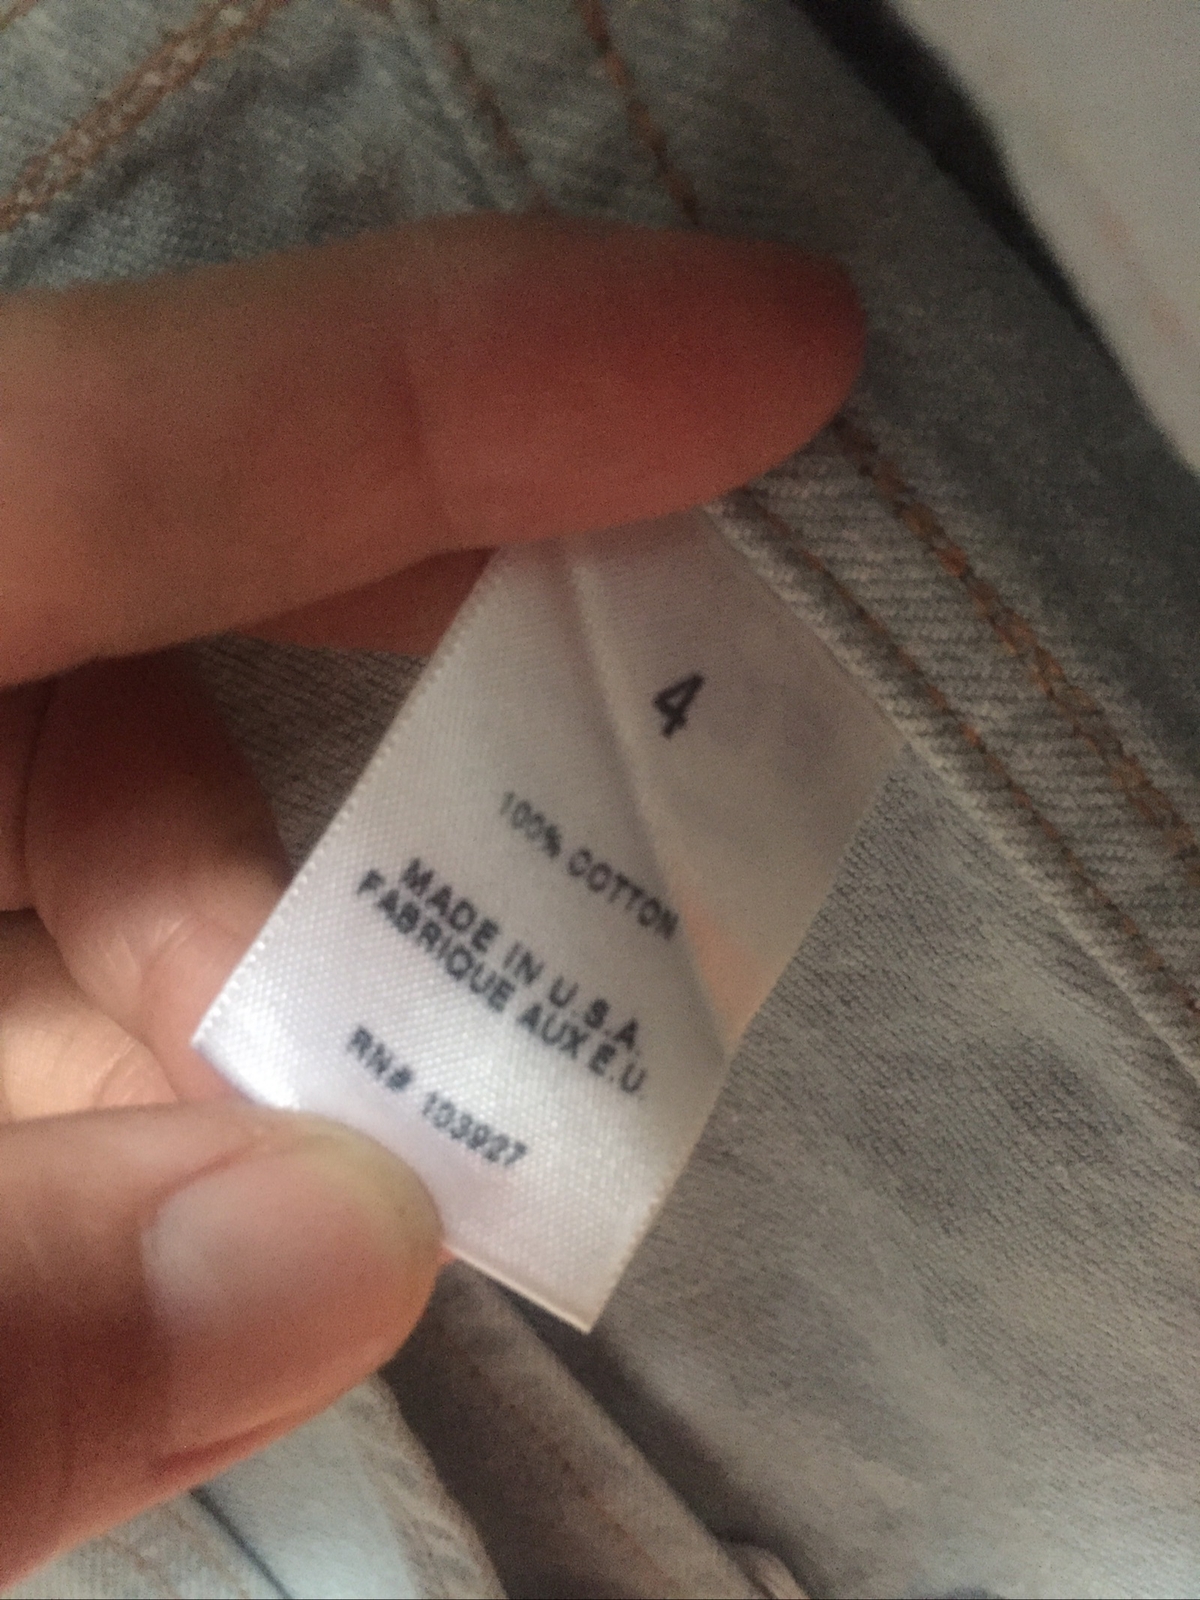 4
100% COTTON
MADE IN U.S.A.
FABRIQUE AUX E.U.
RN# 103927